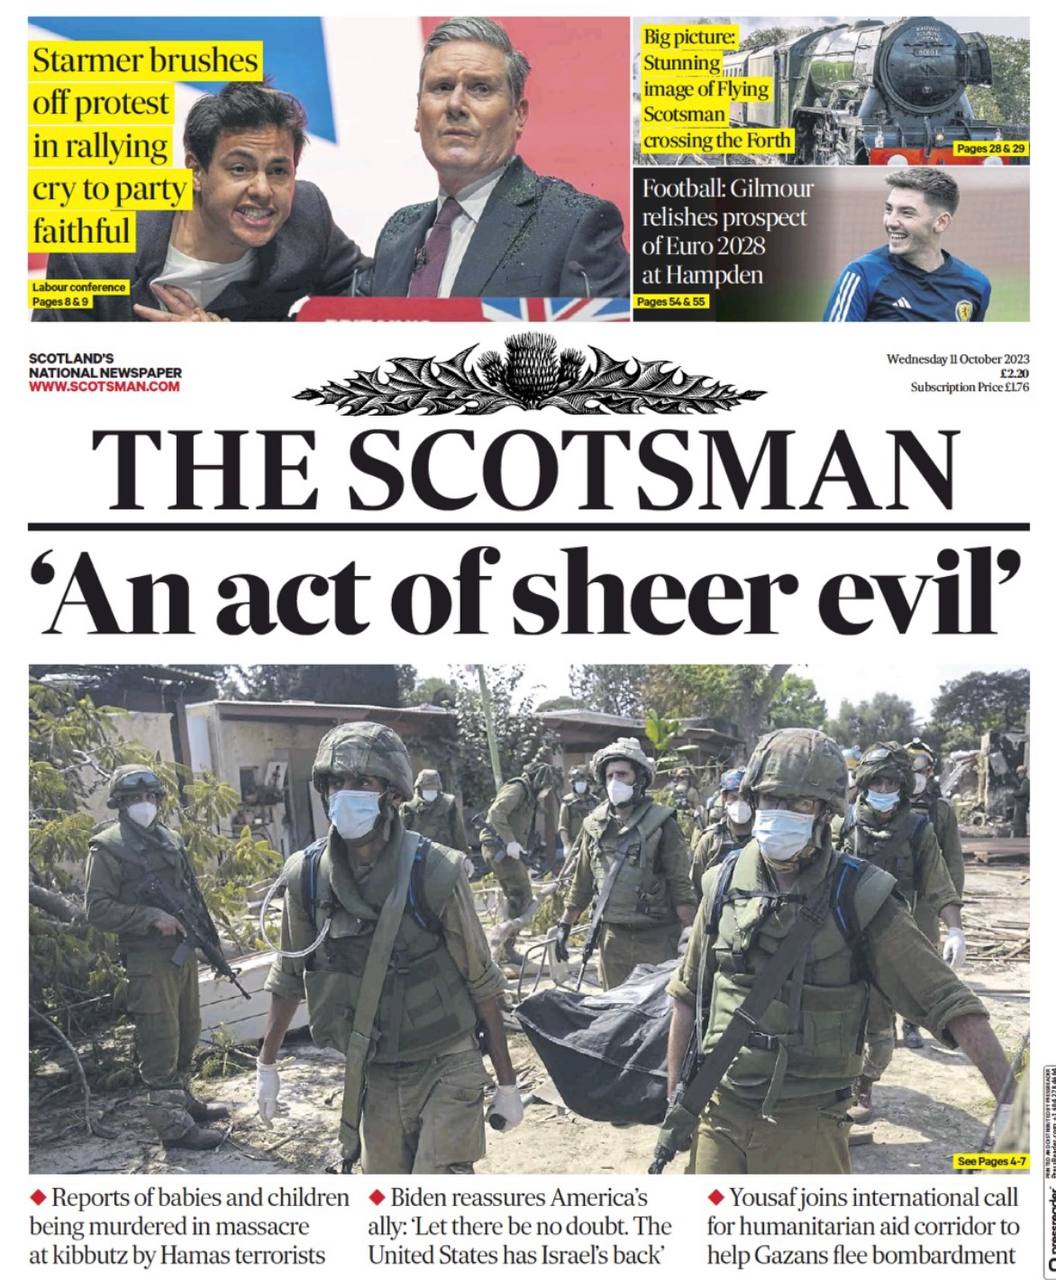 Starmer brushes
off protest
in rallying
cry to party
faithful
Labour conference
Pages 8 & 9
Big picture:
Stunning
image of Flying
Scotsman
crossing the Forth
Pages 28 & 29
Football: Gilmour
relishes prospect
of Euro 2028
at Hampden
Pages 54 & 55
SCOTLAND'S
NATIONAL NEWSPAPER
WWW.SCOTSMAN.COM
Wednesday 11 October 2023
£2.20
Subscription Price £1.76
THE SCOTSMAN
‘An act of sheer evil’
See Pages 4-7
◆ Reports of babies and children
being murdered in massacre
at kibbutz by Hamas terrorists
◆ Biden reassures America's
ally: ‘Let there be no doubt. The
United States has Israel's back’
◆ Yousaf joins international call
for humanitarian aid corridor to
help Gazans flee bombardment
pressreader